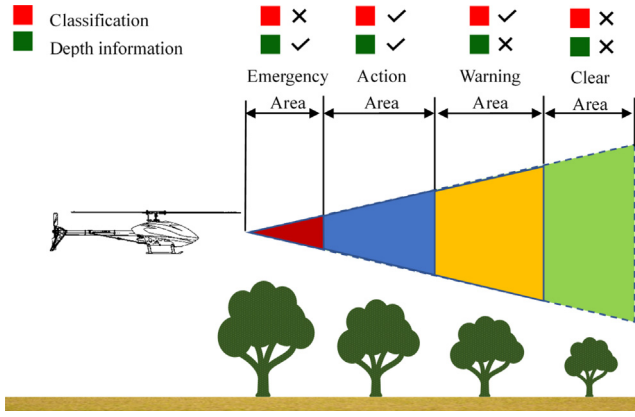 Classification
Depth information
Emergency Action Warning Clear
Area Area Area Area